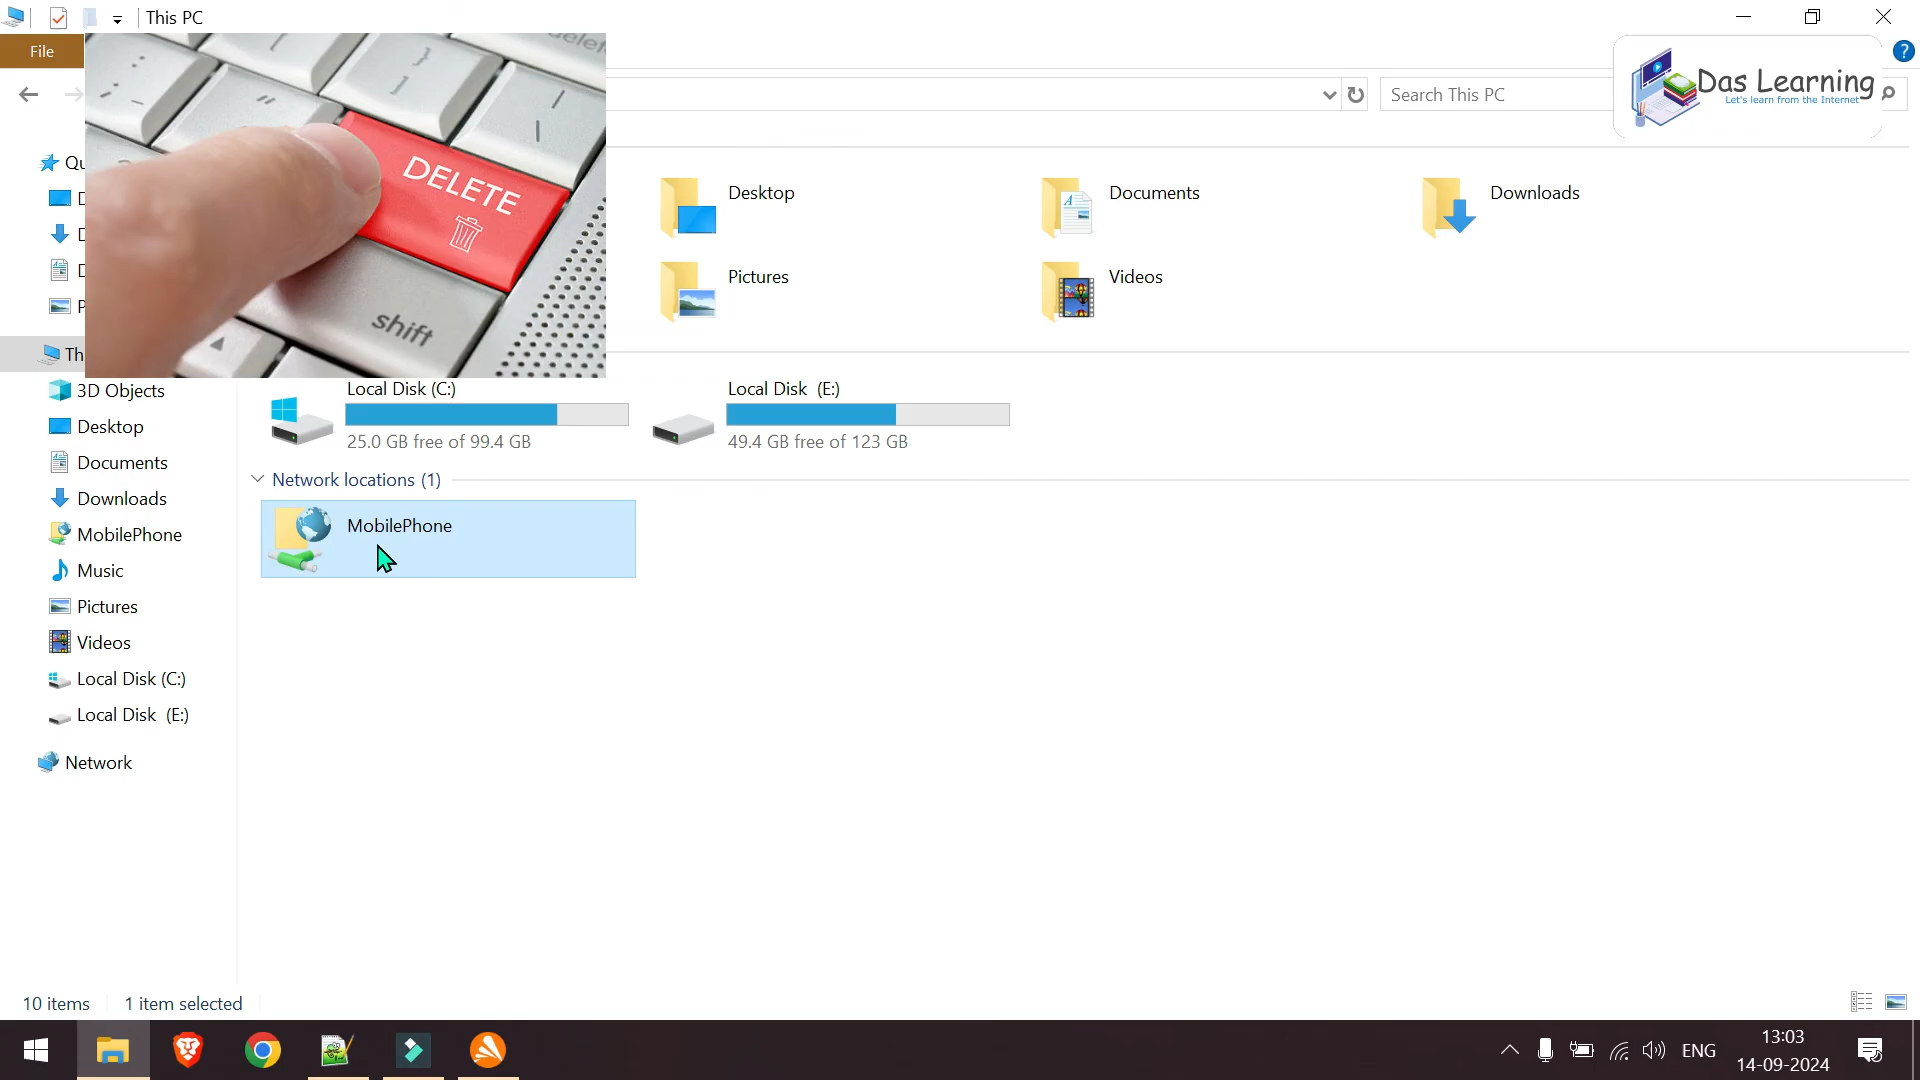 This PC
File
delete
DELETE
shift
Search This PC
Das Learning
Let's learn from the Internet
Desktop
Documents
Downloads
Pictures
Videos
Local Disk (C:)
25.0 GB free of 99.4 GB
Local Disk (E:)
49.4 GB free of 123 GB
Network locations (1)
MobilePhone
3D Objects
Desktop
Documents
Downloads
MobilePhone
Music
Pictures
Videos
Local Disk (C:)
Local Disk (E:)
Network
10 items
1 item selected
ENG
13:03
14-09-2024